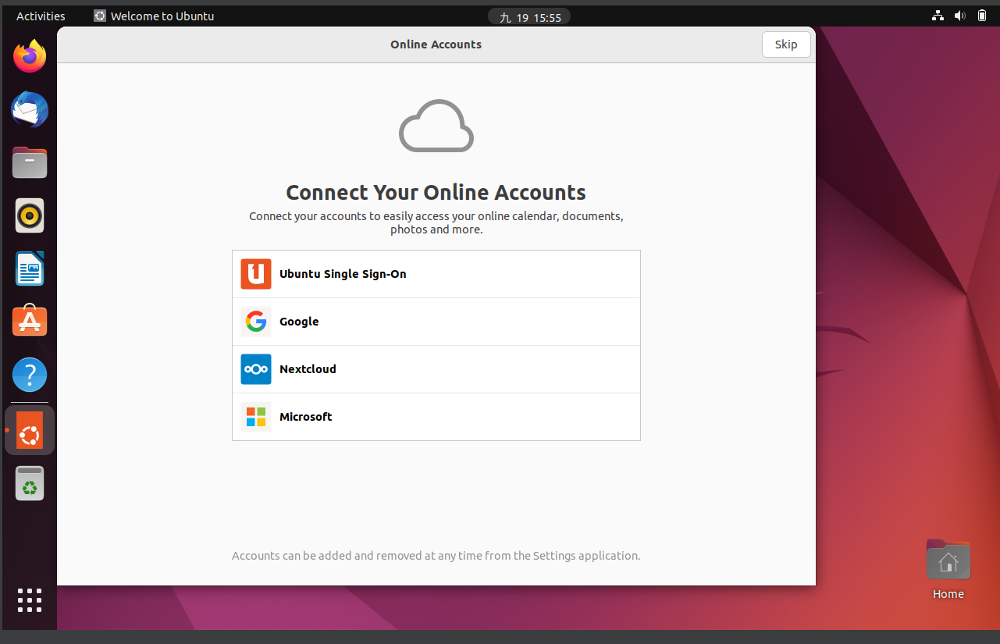 Activities
Welcome to Ubuntu
九 19 15:55
Online Accounts
Skip
Connect Your Online Accounts
Connect your accounts to easily access your online calendar, documents,
photos and more.
Ubuntu Single Sign-On
Google
Nextcloud
Microsoft
Accounts can be added and removed at any time from the Settings application.
Home